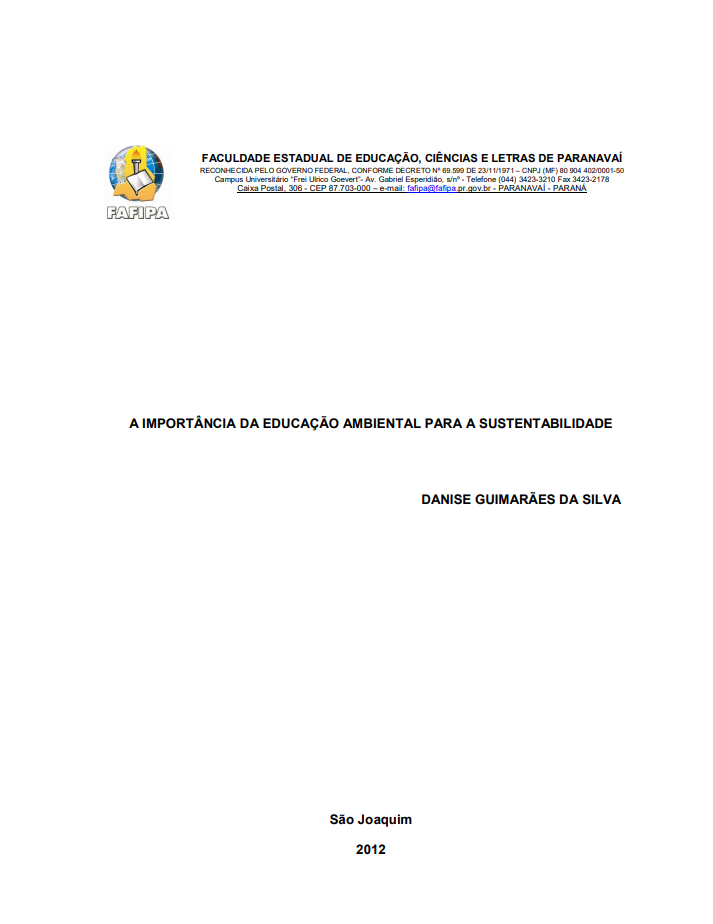 FAFIPA
FACULDADE ESTADUAL DE EDUCAÇÃO, CIÊNCIAS E LETRAS DE PARANAVAÍ
RECONHECIDA PELO GOVERNO FEDERAL, CONFORME DECRETO Nº 69.599 DE 23/11/1971 – CNPJ (MF) 80 904 402/0001-50
Campus Universitário "Frei Ulrico Goevert"- Av. Gabriel Esperidião, s/nº - Telefone (044) 3423-3210 Fax 3423-2178
Caixa Postal, 306 - CEP 87.703-000 – e-mail: fafipa@fafipa.pr.gov.br - PARANAVAÍ - PARANÁ
A IMPORTÂNCIA DA EDUCAÇÃO AMBIENTAL PARA A SUSTENTABILIDADE
DANISE GUIMARÃES DA SILVA
São Joaquim
2012